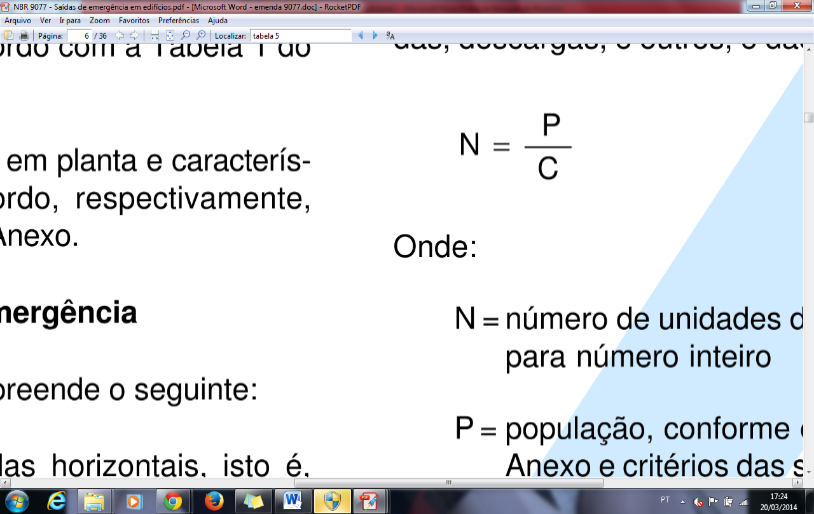 NBR 9077 - Saídas de emergência em edifícios.pdf - [Microsoft Word - emenda 9077.doc] - RocketPDF
Arquivo Ver Ir para Zoom Favoritos Preferências Ajuda
Página: 6 / 36 Localizar: tabela 5
ordo com a Tabela 1 do
em planta e caracterís-
ordo, respectivamente,
Anexo.
mergência
preende o seguinte:
das horizontais, isto é,
das, descargas, e outros, é da
N = P
C
Onde:
N = número de unidades d
para número inteiro
P = população, conforme
Anexo e critérios das s
PT
17:24
20/03/2014